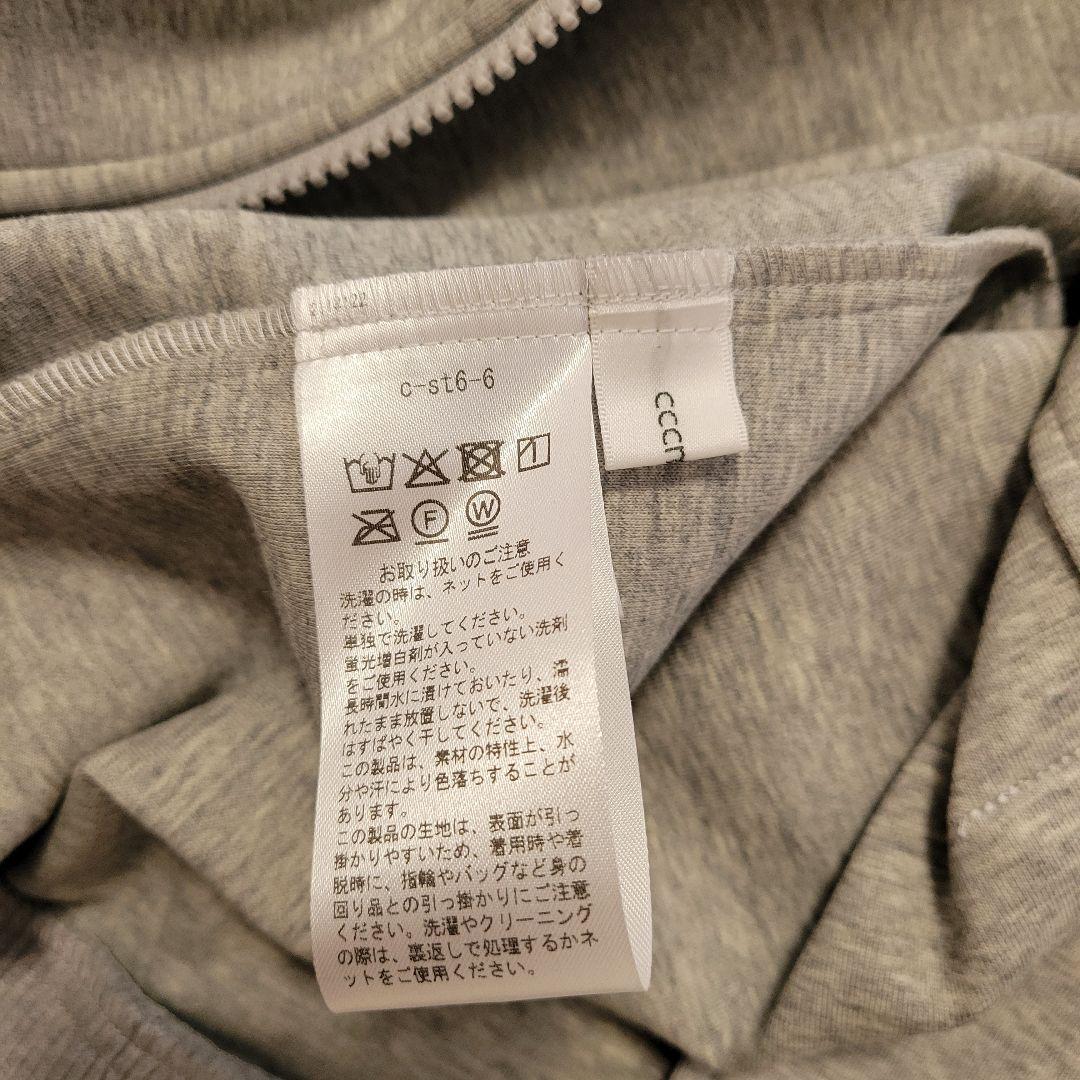 c-st6-6
cccm
F
W
お取り扱いのご注意
洗濯の時は、ネットをご使用く
ださい。
単独で洗濯してください。
蛍光増白剤が入っていない洗剤
をご使用ください。
長時間水に漬けておいたり、濡
れたまま放置しないで、洗濯後
はすばやく干してください。
この製品は、素材の特性上、水
分や汗により色落ちすることが
あります。
この製品の生地は、表面が引っ
掛かりやすいため、着用時や着
脱時に、指輪やバッグなど身の
回り品との引っ掛かりにご注意
ください。洗濯やクリーニング
の際は、裏返しで処理するかネ
ットをご使用ください。